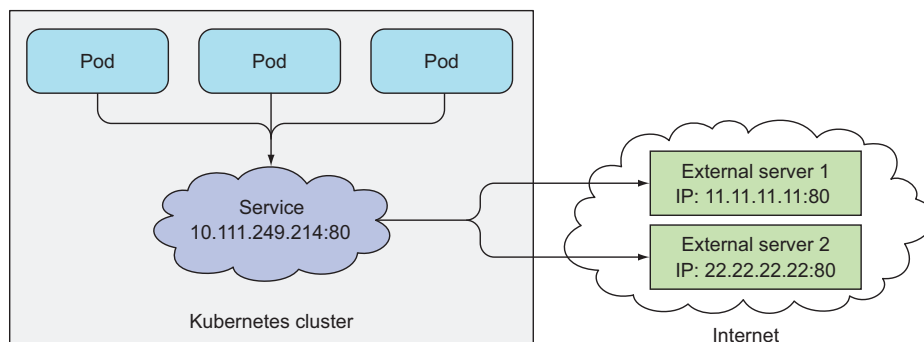 Pod
Pod
Pod
Service
10.111.249.214:80
External server 1
IP: 11.11.11.11:80
External server 2
IP: 22.22.22.22:80
Kubernetes cluster
Internet